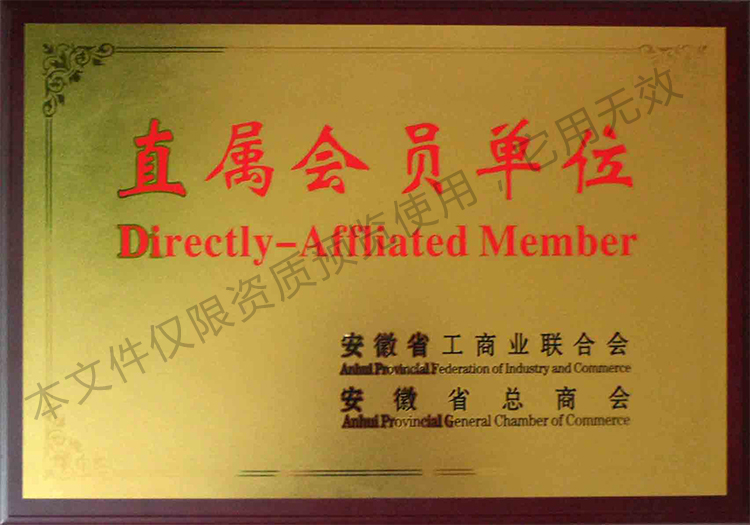 直属会员单位
Directly-Affliated Member
安徽省工商业联合会
Anhui Provincial Federation of Industry and Commerce
安徽省总商会
Anhui Provincial General Chamber of Commerce
本文件仅限资质预览使用，它用无效